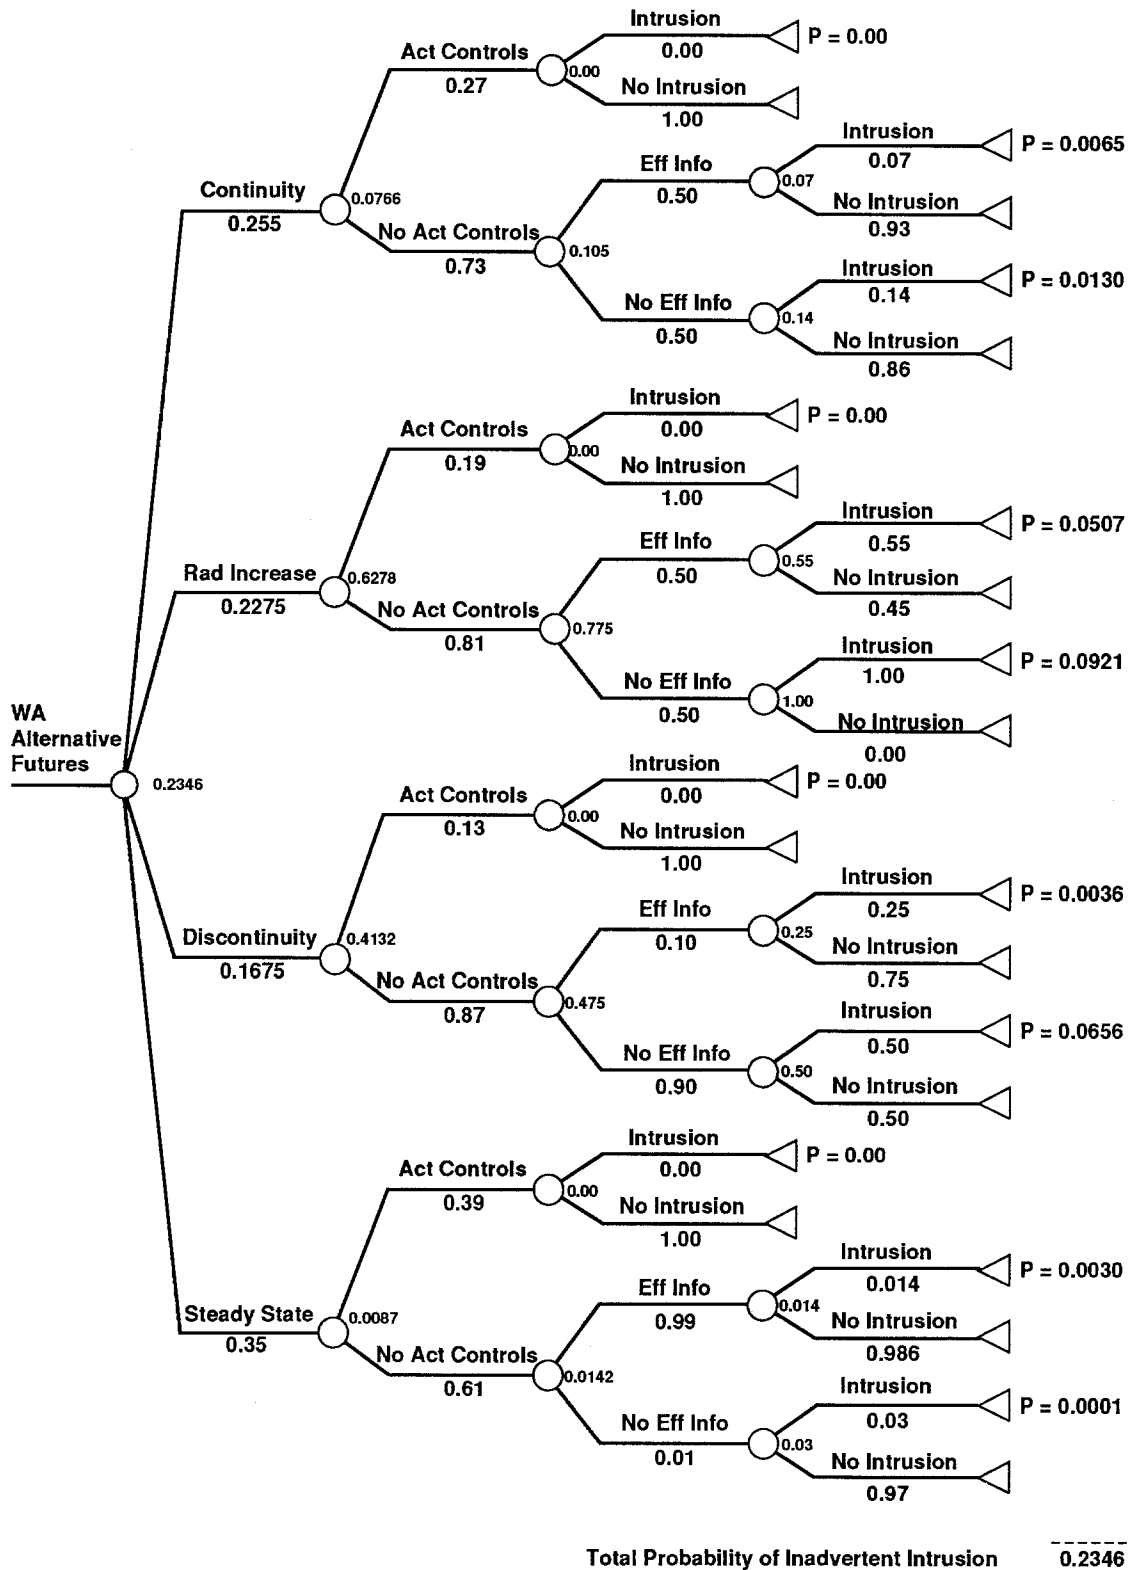 Intrusion
P = 0.00
0.00
Act Controls
0.00
0.27
No Intrusion
1.00
Intrusion
P = 0.0065
0.07
Eff Info
0.07
0.50
No Intrusion
0.93
Continuity
0.0766
0.255
No Act Controls
0.105
0.73
Intrusion
P = 0.0130
0.14
No Eff Info
0.14
0.50
No Intrusion
0.86
Intrusion
P = 0.00
0.00
Act Controls
0.00
0.19
No Intrusion
1.00
Intrusion
P = 0.0507
0.55
Eff Info
0.55
0.50
No Intrusion
0.45
Rad Increase
0.6278
0.2275
No Act Controls
0.775
0.81
Intrusion
P = 0.0921
1.00
No Eff Info
1.00
0.50
No Intrusion
0.00
WA
Alternative
Futures
0.2346
Intrusion
P = 0.00
0.00
Act Controls
0.00
0.13
No Intrusion
1.00
Intrusion
P = 0.0036
0.25
Eff Info
0.25
0.10
No Intrusion
0.75
Discontinuity
0.4132
0.1675
No Act Controls
0.475
0.87
Intrusion
P = 0.0656
0.50
No Eff Info
0.50
0.90
No Intrusion
0.50
Intrusion
P = 0.00
0.00
Act Controls
0.00
0.39
No Intrusion
1.00
Intrusion
P = 0.0030
0.014
Eff Info
0.014
0.99
No Intrusion
0.986
Steady State
0.0087
0.35
No Act Controls
0.0142
0.61
Intrusion
P = 0.0001
0.03
No Eff Info
0.03
0.01
No Intrusion
0.97
Total Probability of Inadvertent Intrusion 0.2346